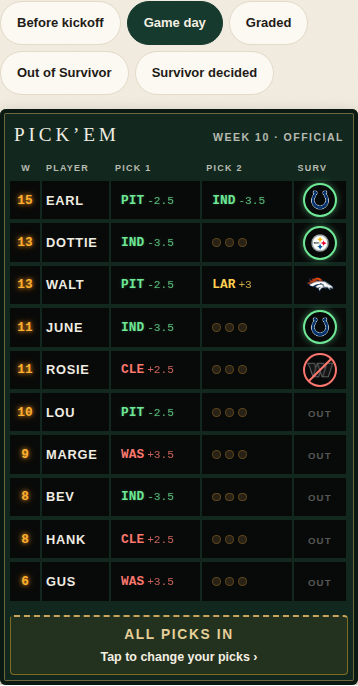 Before kickoff
Game day
Graded
Out of Survivor
Survivor decided
PICK'EM
WEEK 10 · OFFICIAL
W PLAYER PICK 1 PICK 2 SURV
15 EARL PIT -2.5 IND -3.5
13 DOTTIE IND -3.5
13 WALT PIT -2.5 LAR +3
11 JUNE IND -3.5
11 ROSIE CLE +2.5 W
10 LOU PIT -2.5 OUT
9 MARGE WAS +3.5 OUT
8 BEV IND -3.5 OUT
8 HANK CLE +2.5 OUT
6 GUS WAS +3.5 OUT
ALL PICKS IN
Tap to change your picks ›